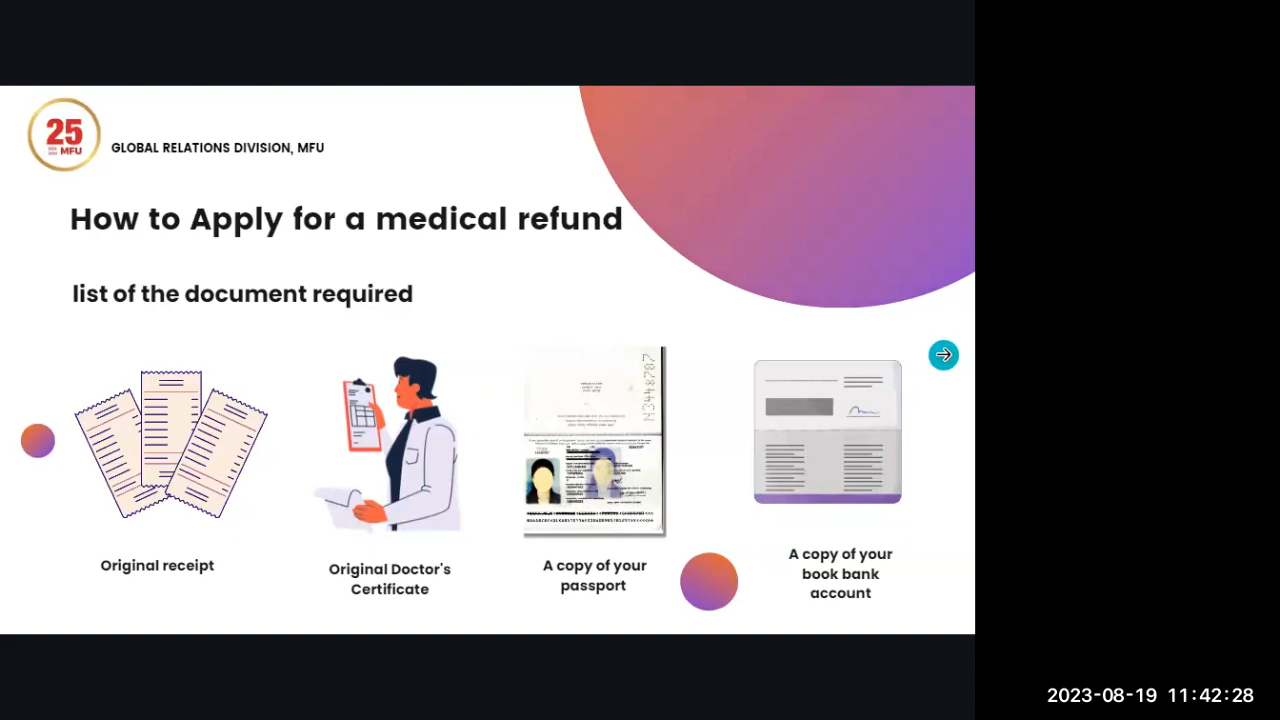 25
MFU
GLOBAL RELATIONS DIVISION, MFU
How to Apply for a medical refund
list of the document required
Original receipt
Original Doctor's
Certificate
A copy of your
passport
A copy of your
book bank
account
2023-08-19 11:42:28